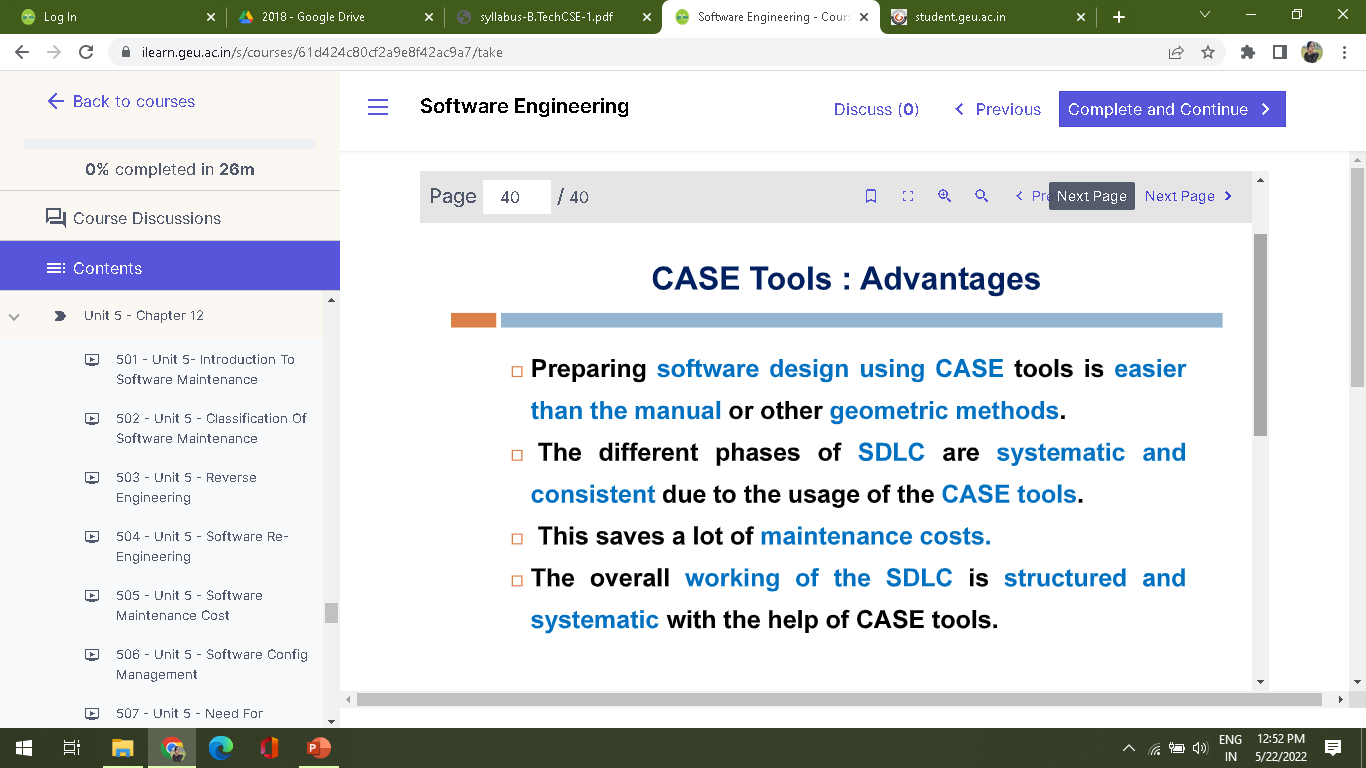 Log In
2018 - Google Drive
syllabus-B.TechCSE-1.pdf
Software Engineering - Cour
student.geu.ac.in
ilearn.geu.ac.in/s/courses/61d424c80cf2a9e8f42ac9a7/take
Back to courses
0% completed in 26m
Course Discussions
Contents
Unit 5 - Chapter 12
501 - Unit 5- Introduction To
Software Maintenance
502 - Unit 5 - Classification Of
Software Maintenance
503 - Unit 5 - Reverse
Engineering
504 - Unit 5 - Software Re-
Engineering
505 - Unit 5 - Software
Maintenance Cost
506 - Unit 5 - Software Config
Management
507 - Unit 5 - Need For
Software Engineering
Discuss (0)
Previous
Complete and Continue
Page 40 / 40
Pre
Next Page
Next Page
CASE Tools : Advantages
Preparing software design using CASE tools is easier
than the manual or other geometric methods.
The different phases of SDLC are systematic and
consistent due to the usage of the CASE tools.
This saves a lot of maintenance costs.
The overall working of the SDLC is structured and
systematic with the help of CASE tools.
ENG
IN
12:52 PM
5/22/2022